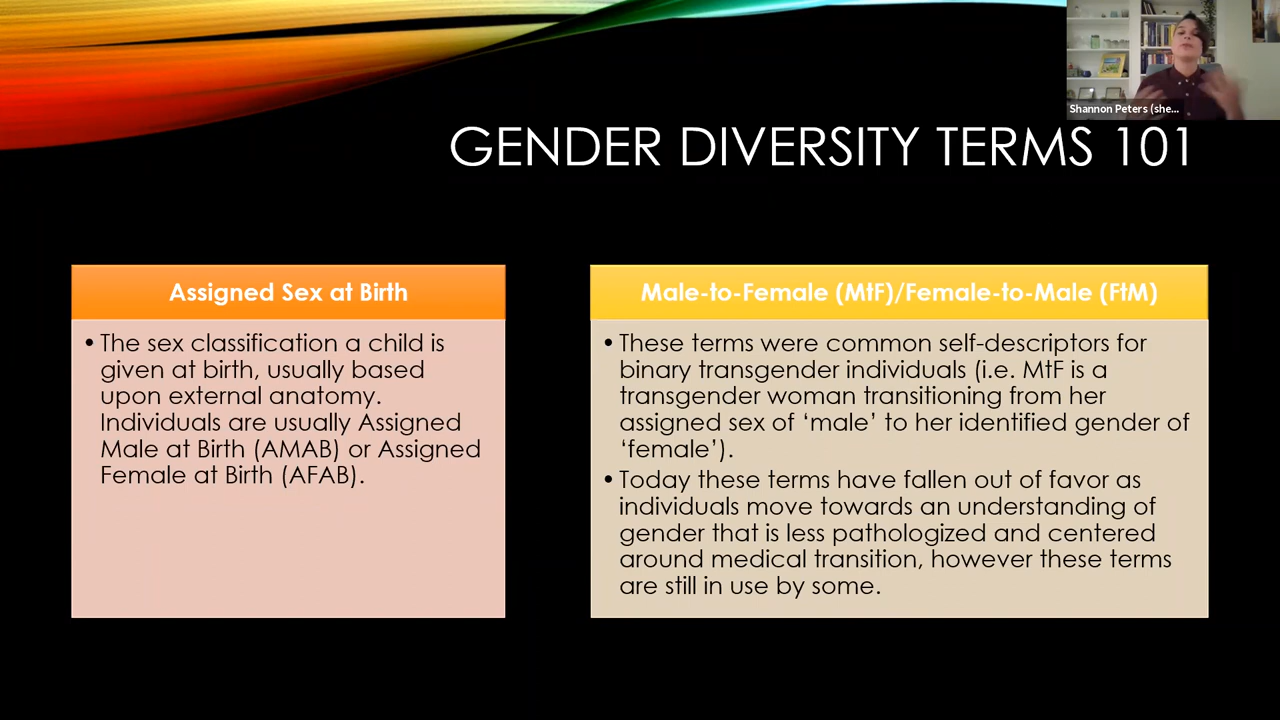 Shannon Peters (she...
GENDER DIVERSITY TERMS 101
Assigned Sex at Birth
• The sex classification a child is
given at birth, usually based
upon external anatomy.
Individuals are usually Assigned
Male at Birth (AMAB) or Assigned
Female at Birth (AFAB).
Male-to-Female (MtF)/Female-to-Male (FtM)
• These terms were common self-descriptors for
binary transgender individuals (i.e. MtF is a
transgender woman transitioning from her
assigned sex of ‘male’ to her identified gender of
‘female’).
• Today these terms have fallen out of favor as
individuals move towards an understanding of
gender that is less pathologized and centered
around medical transition, however these terms
are still in use by some.